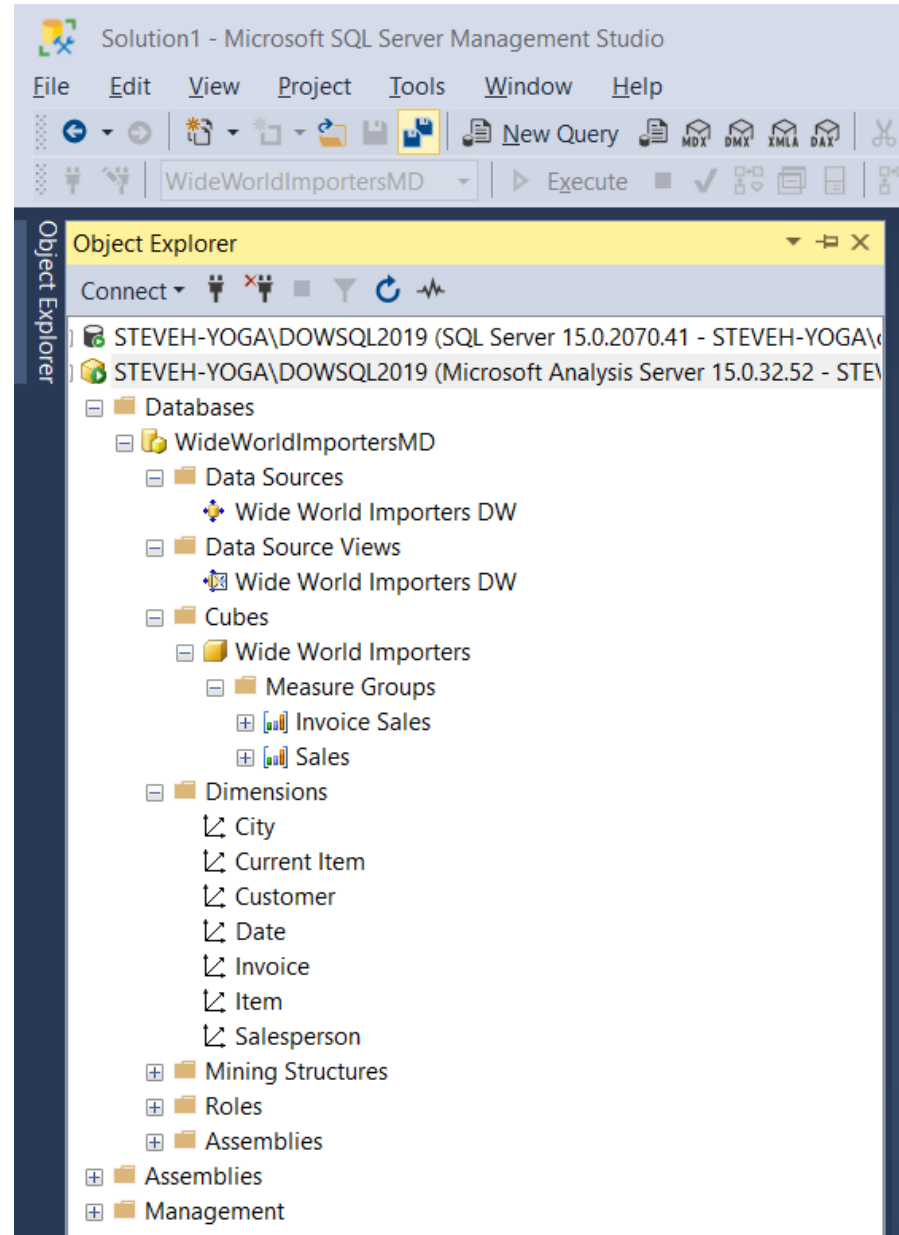 Solution1 - Microsoft SQL Server Management Studio
File Edit View Project Tools Window Help
New Query MDX DMX XMLA DAX
WideWorldImportersMD Execute
Object Explorer
Object Explorer
Connect
STEVEH-YOGA\DOWSQL2019 (SQL Server 15.0.2070.41 - STEVEH-YOGA\
STEVEH-YOGA\DOWSQL2019 (Microsoft Analysis Server 15.0.32.52 - STEV
Databases
WideWorldImportersMD
Data Sources
Wide World Importers DW
Data Source Views
Wide World Importers DW
Cubes
Wide World Importers
Measure Groups
Invoice Sales
Sales
Dimensions
City
Current Item
Customer
Date
Invoice
Item
Salesperson
Mining Structures
Roles
Assemblies
Assemblies
Management